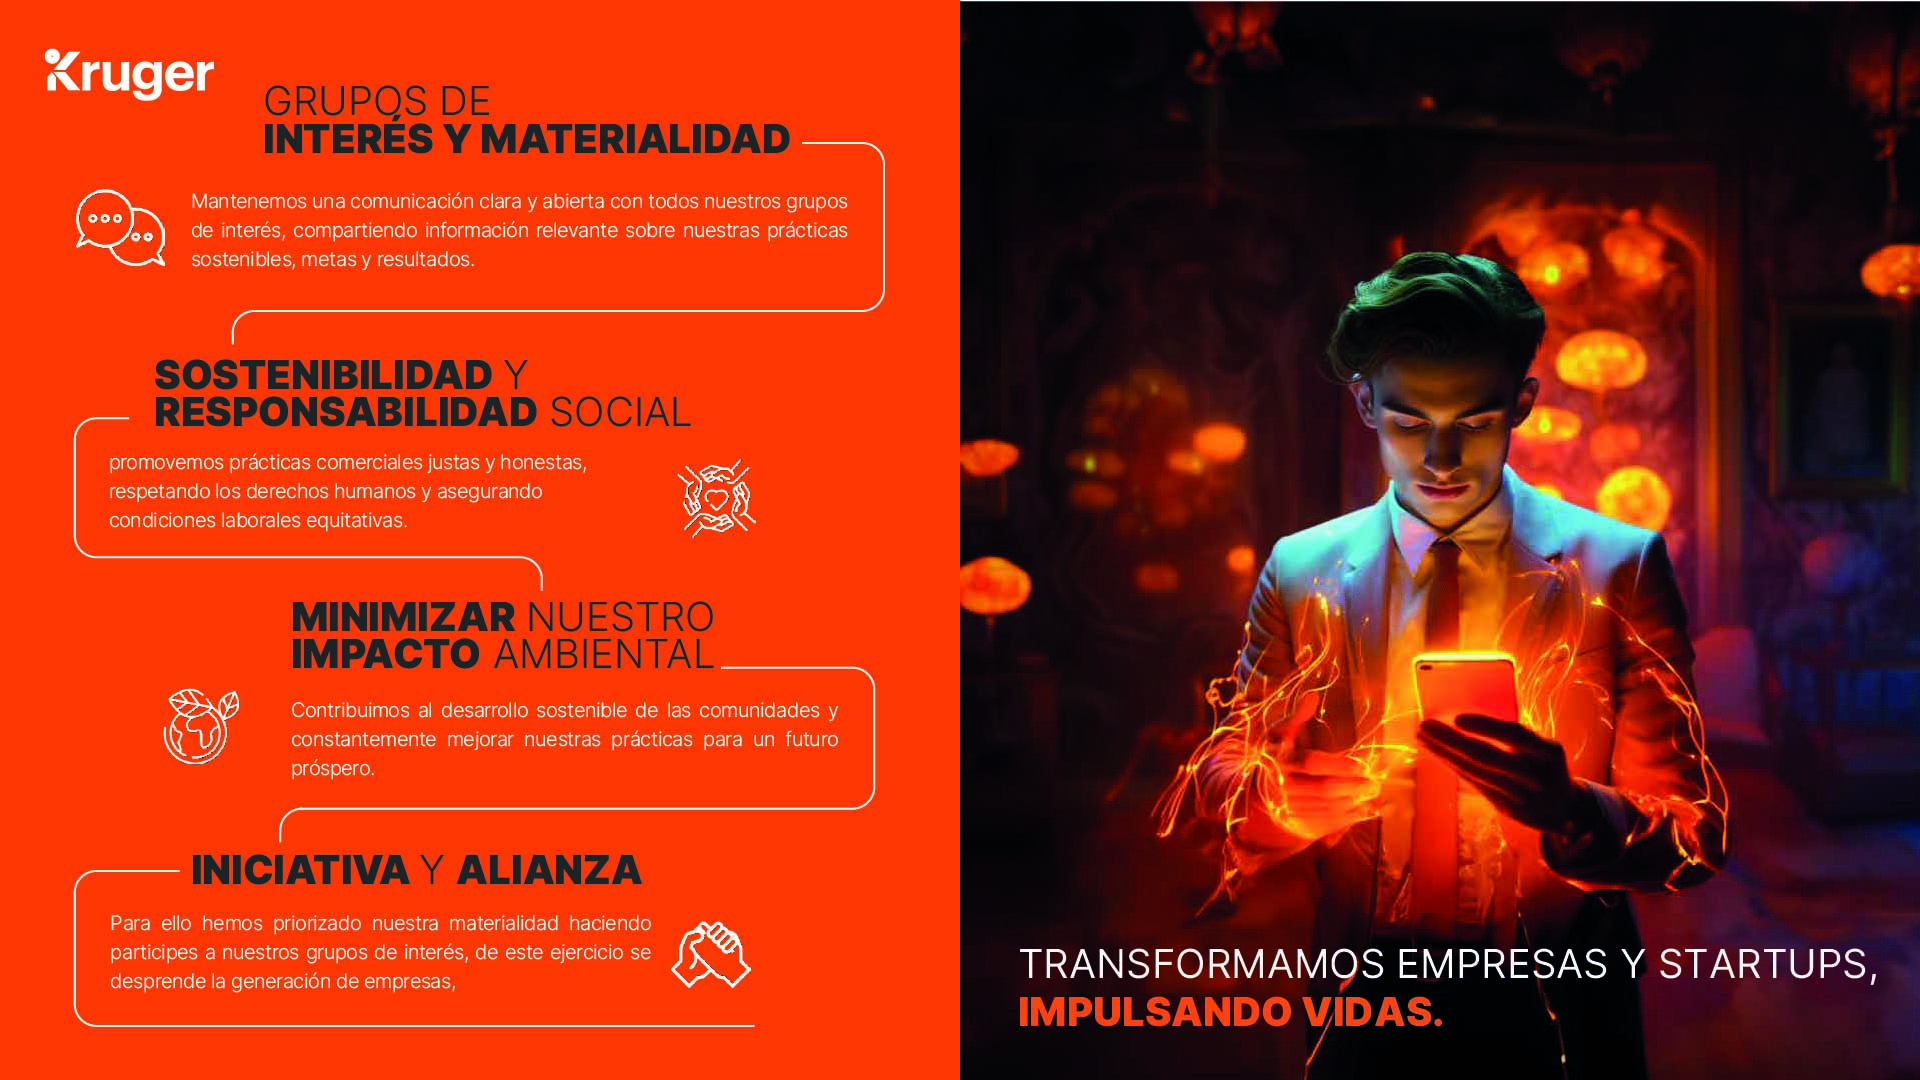 Kruger
GRUPOS DE
INTERÉS Y MATERIALIDAD
Mantenemos una comunicación clara y abierta con todos nuestros grupos
de interés, compartiendo información relevante sobre nuestras prácticas
sostenibles, metas y resultados.
SOSTENIBILIDAD Y
RESPONSABILIDAD SOCIAL
promovemos prácticas comerciales justas y honestas,
respetando los derechos humanos y asegurando
condiciones laborales equitativas.
MINIMIZAR NUESTRO
IMPACTO AMBIENTAL
Contribuimos al desarrollo sostenible de las comunidades y
constantemente mejorar nuestras prácticas para un futuro
próspero.
INICIATIVA Y ALIANZA
Para ello hemos priorizado nuestra materialidad haciendo
participes a nuestros grupos de interés, de este ejercicio se
desprende la generación de empresas,
TRANSFORMAMOS EMPRESAS Y STARTUPS,
IMPULSANDO VIDAS.